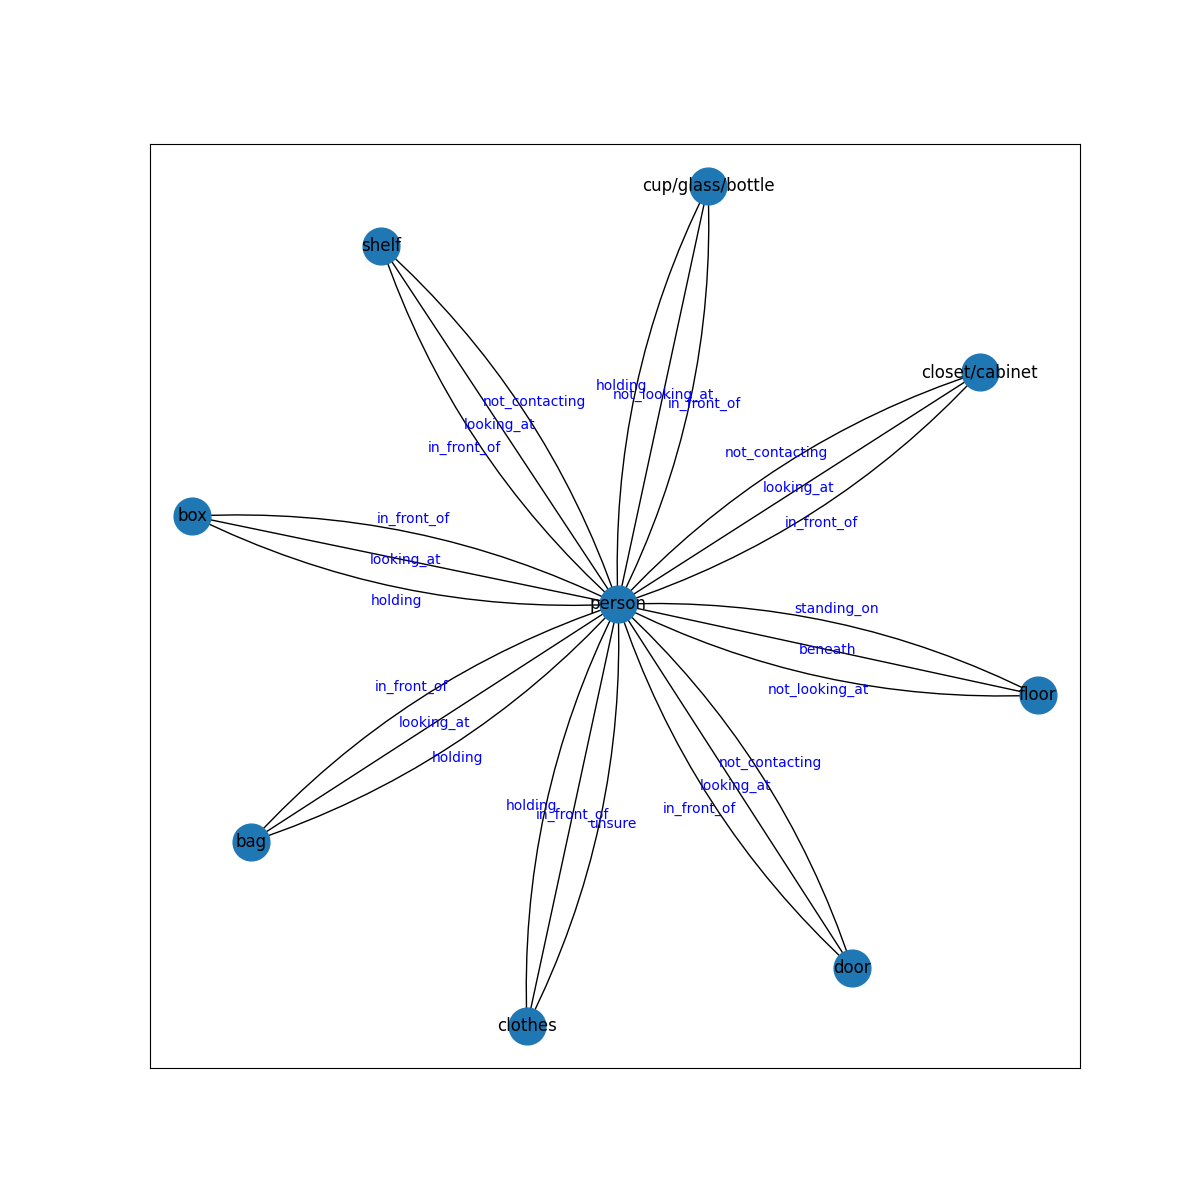 cup/glass/bottle
shelf
closet/cabinet
holding
not_looking_at
in_front_of
not_contacting
looking_at
in_front_of
not_contacting
looking_at
in_front_of
box
in_front_of
looking_at
holding
person
standing_on
beneath
not_looking_at
floor
in_front_of
looking_at
holding
not_contacting
looking_at
in_front_of
holding
in_front_of
unsure
bag
door
clothes